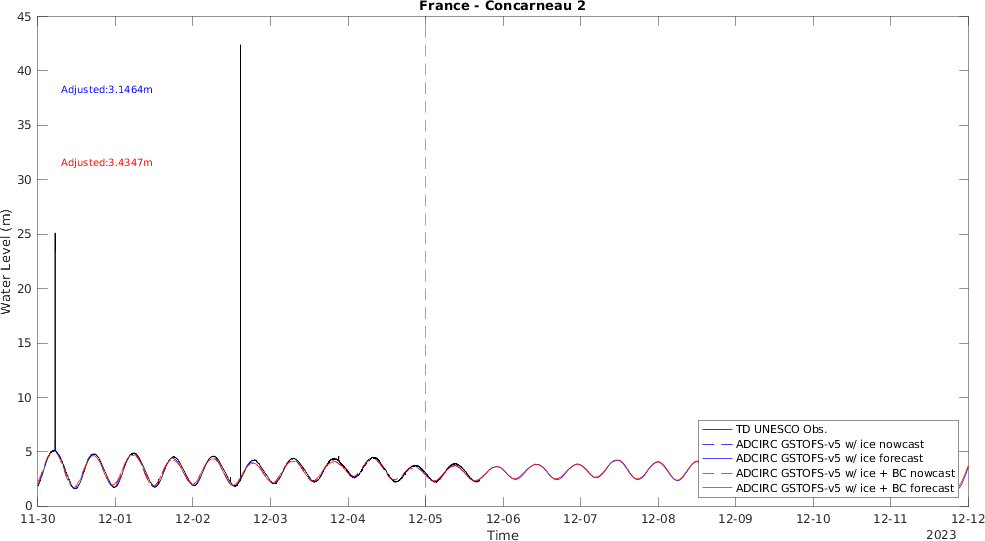 France - Concarneau 2
45
40
35
30
25
20
15
10
5
0
Water Level (m)
Adjusted:3.1464m
Adjusted:3.4347m
TD UNESCO Obs.
ADCIRC GSTOFS-v5 w/ ice nowcast
ADCIRC GSTOFS-v5 w/ ice forecast
ADCIRC GSTOFS-v5 w/ ice + BC nowcast
ADCIRC GSTOFS-v5 w/ ice + BC forecast
11-30 12-01 12-02 12-03 12-04 12-05 12-06 12-07 12-08 12-09 12-10 12-11 12-12
Time
2023